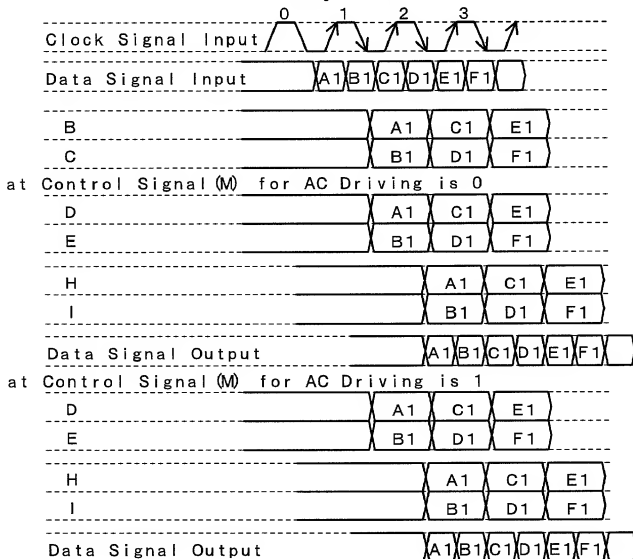 0 1 2 3
Clock Signal Input
Data Signal Input A1 B1 C1 D1 E1 F1
B A1 C1 E1
C B1 D1 F1
at Control Signal (M) for AC Driving is 0
D A1 C1 E1
E B1 D1 F1
H A1 C1 E1
I B1 D1 F1
Data Signal Output A1 B1 C1 D1 E1 F1
at Control Signal (M) for AC Driving is 1
D A1 C1 E1
E B1 D1 F1
H A1 C1 E1
I B1 D1 F1
Data Signal Output A1 B1 C1 D1 E1 F1